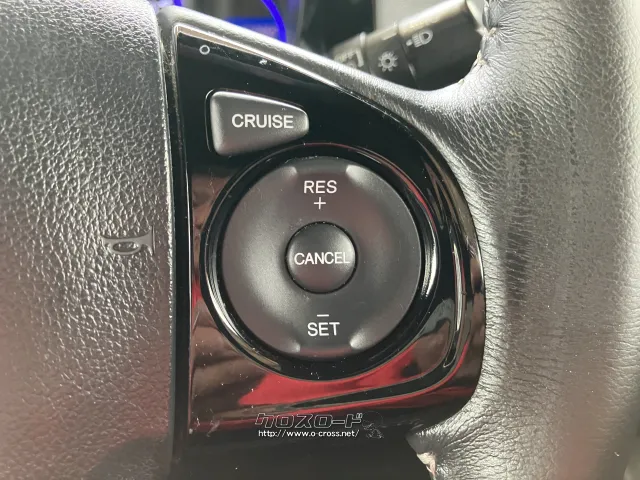 CRUISE
RES
+
CANCEL
−
SET
クロスロード
http://www.o-cross.net/